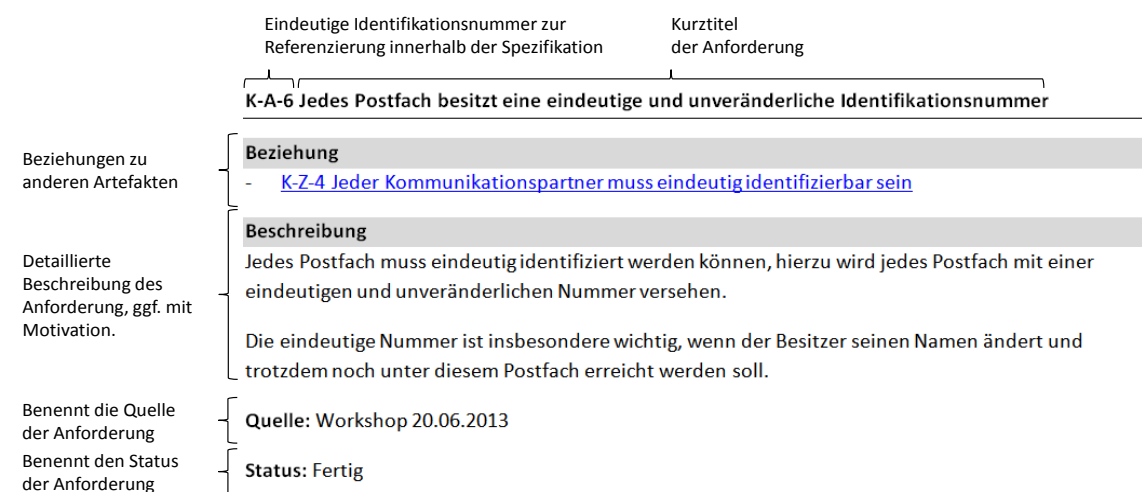 Eindeutige Identifikationsnummer zur
Referenzierung innerhalb der Spezifikation
Kurztitel
der Anforderung
K-A-6 Jedes Postfach besitzt eine eindeutige und unveränderliche Identifikationsnummer
Beziehungen zu
anderen Artefakten
Beziehung
- K-Z-4 Jeder Kommunikationspartner muss eindeutig identifizierbar sein
Detaillierte
Beschreibung des
Anforderung, ggf. mit
Motivation.
Beschreibung
Jedes Postfach muss eindeutig identifiziert werden können, hierzu wird jedes Postfach mit einer
eindeutigen und unveränderlichen Nummer versehen.
Die eindeutige Nummer ist insbesondere wichtig, wenn der Besitzer seinen Namen ändert und
trotzdem noch unter diesem Postfach erreicht werden soll.
Benennt die Quelle
der Anforderung
Quelle: Workshop 20.06.2013
Benennt den Status
der Anforderung
Status: Fertig